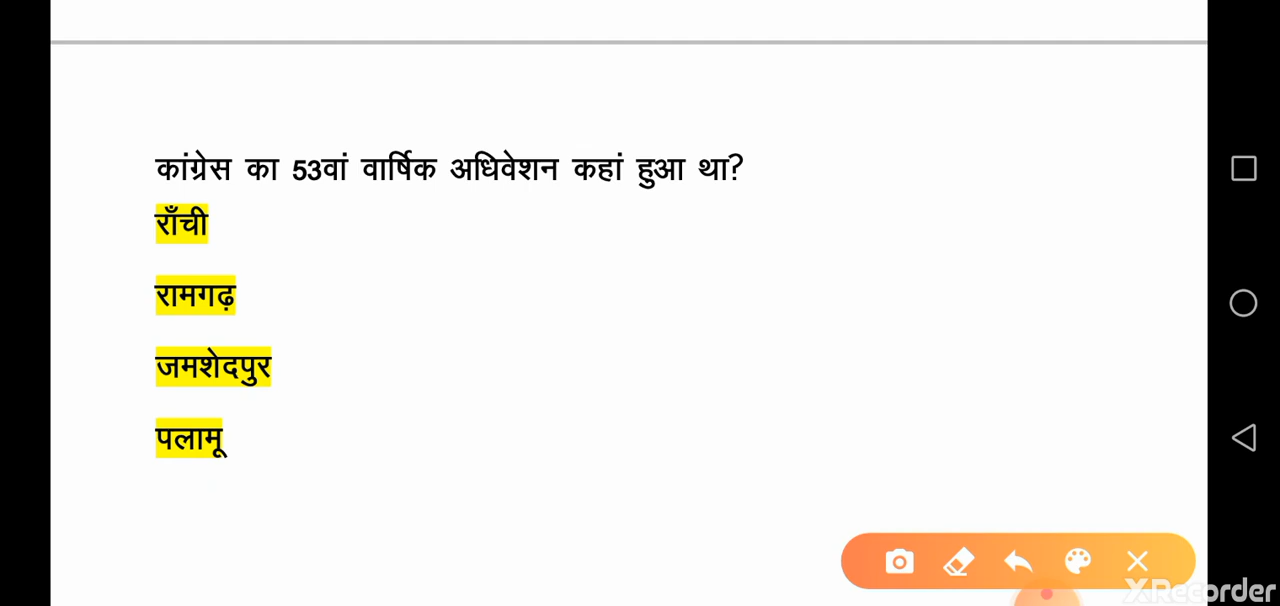 कांग्रेस का 53वां वार्षिक अधिवेशन कहां हुआ था?
राँची
रामगढ़
जमशेदपुर
पलामू
XRecorder